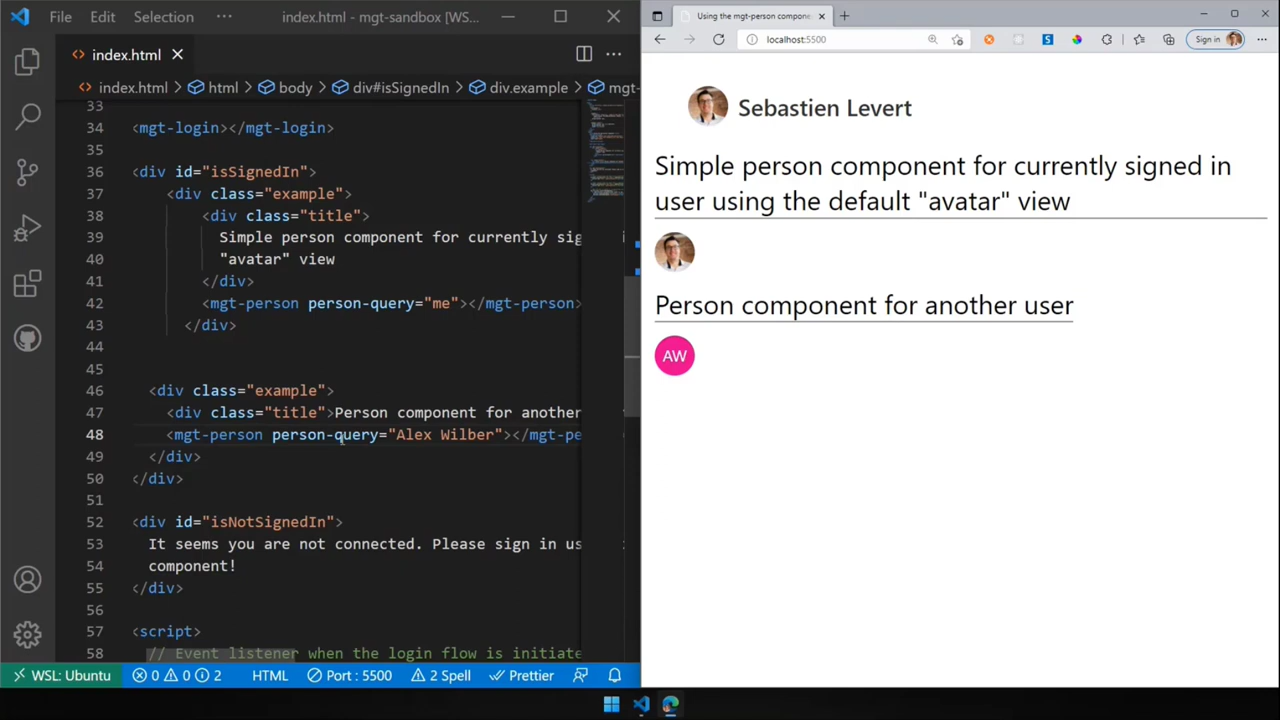 File Edit Selection ··· index.html - mgt-sandbox [WS...
index.html
index.html > html > body > div#isSignedIn > div.example > mgt-
33
34 <mgt-login></mgt-login>
35
36 <div id="isSignedIn">
37 <div class="example">
38 <div class="title">
39 Simple person component for currently sig
40 "avatar" view
41 </div>
42 <mgt-person person-query="me"></mgt-person>
43 </div>
44
45
46 <div class="example">
47 <div class="title">Person component for another
48 <mgt-person person-query="Alex Wilber"></mgt-pe
49 </div>
50 </div>
51
52 <div id="isNotSignedIn">
53 It seems you are not connected. Please sign in us
54 component!
55 </div>
56
57 <script>
58 // Event listener when the login flow is initiate
WSL: Ubuntu 0 0 2 HTML Port : 5500 2 Spell Prettier
Using the mgt-person compone
localhost:5500 S Sign in
Sebastien Levert
Simple person component for currently signed in
user using the default "avatar" view
Person component for another user
AW